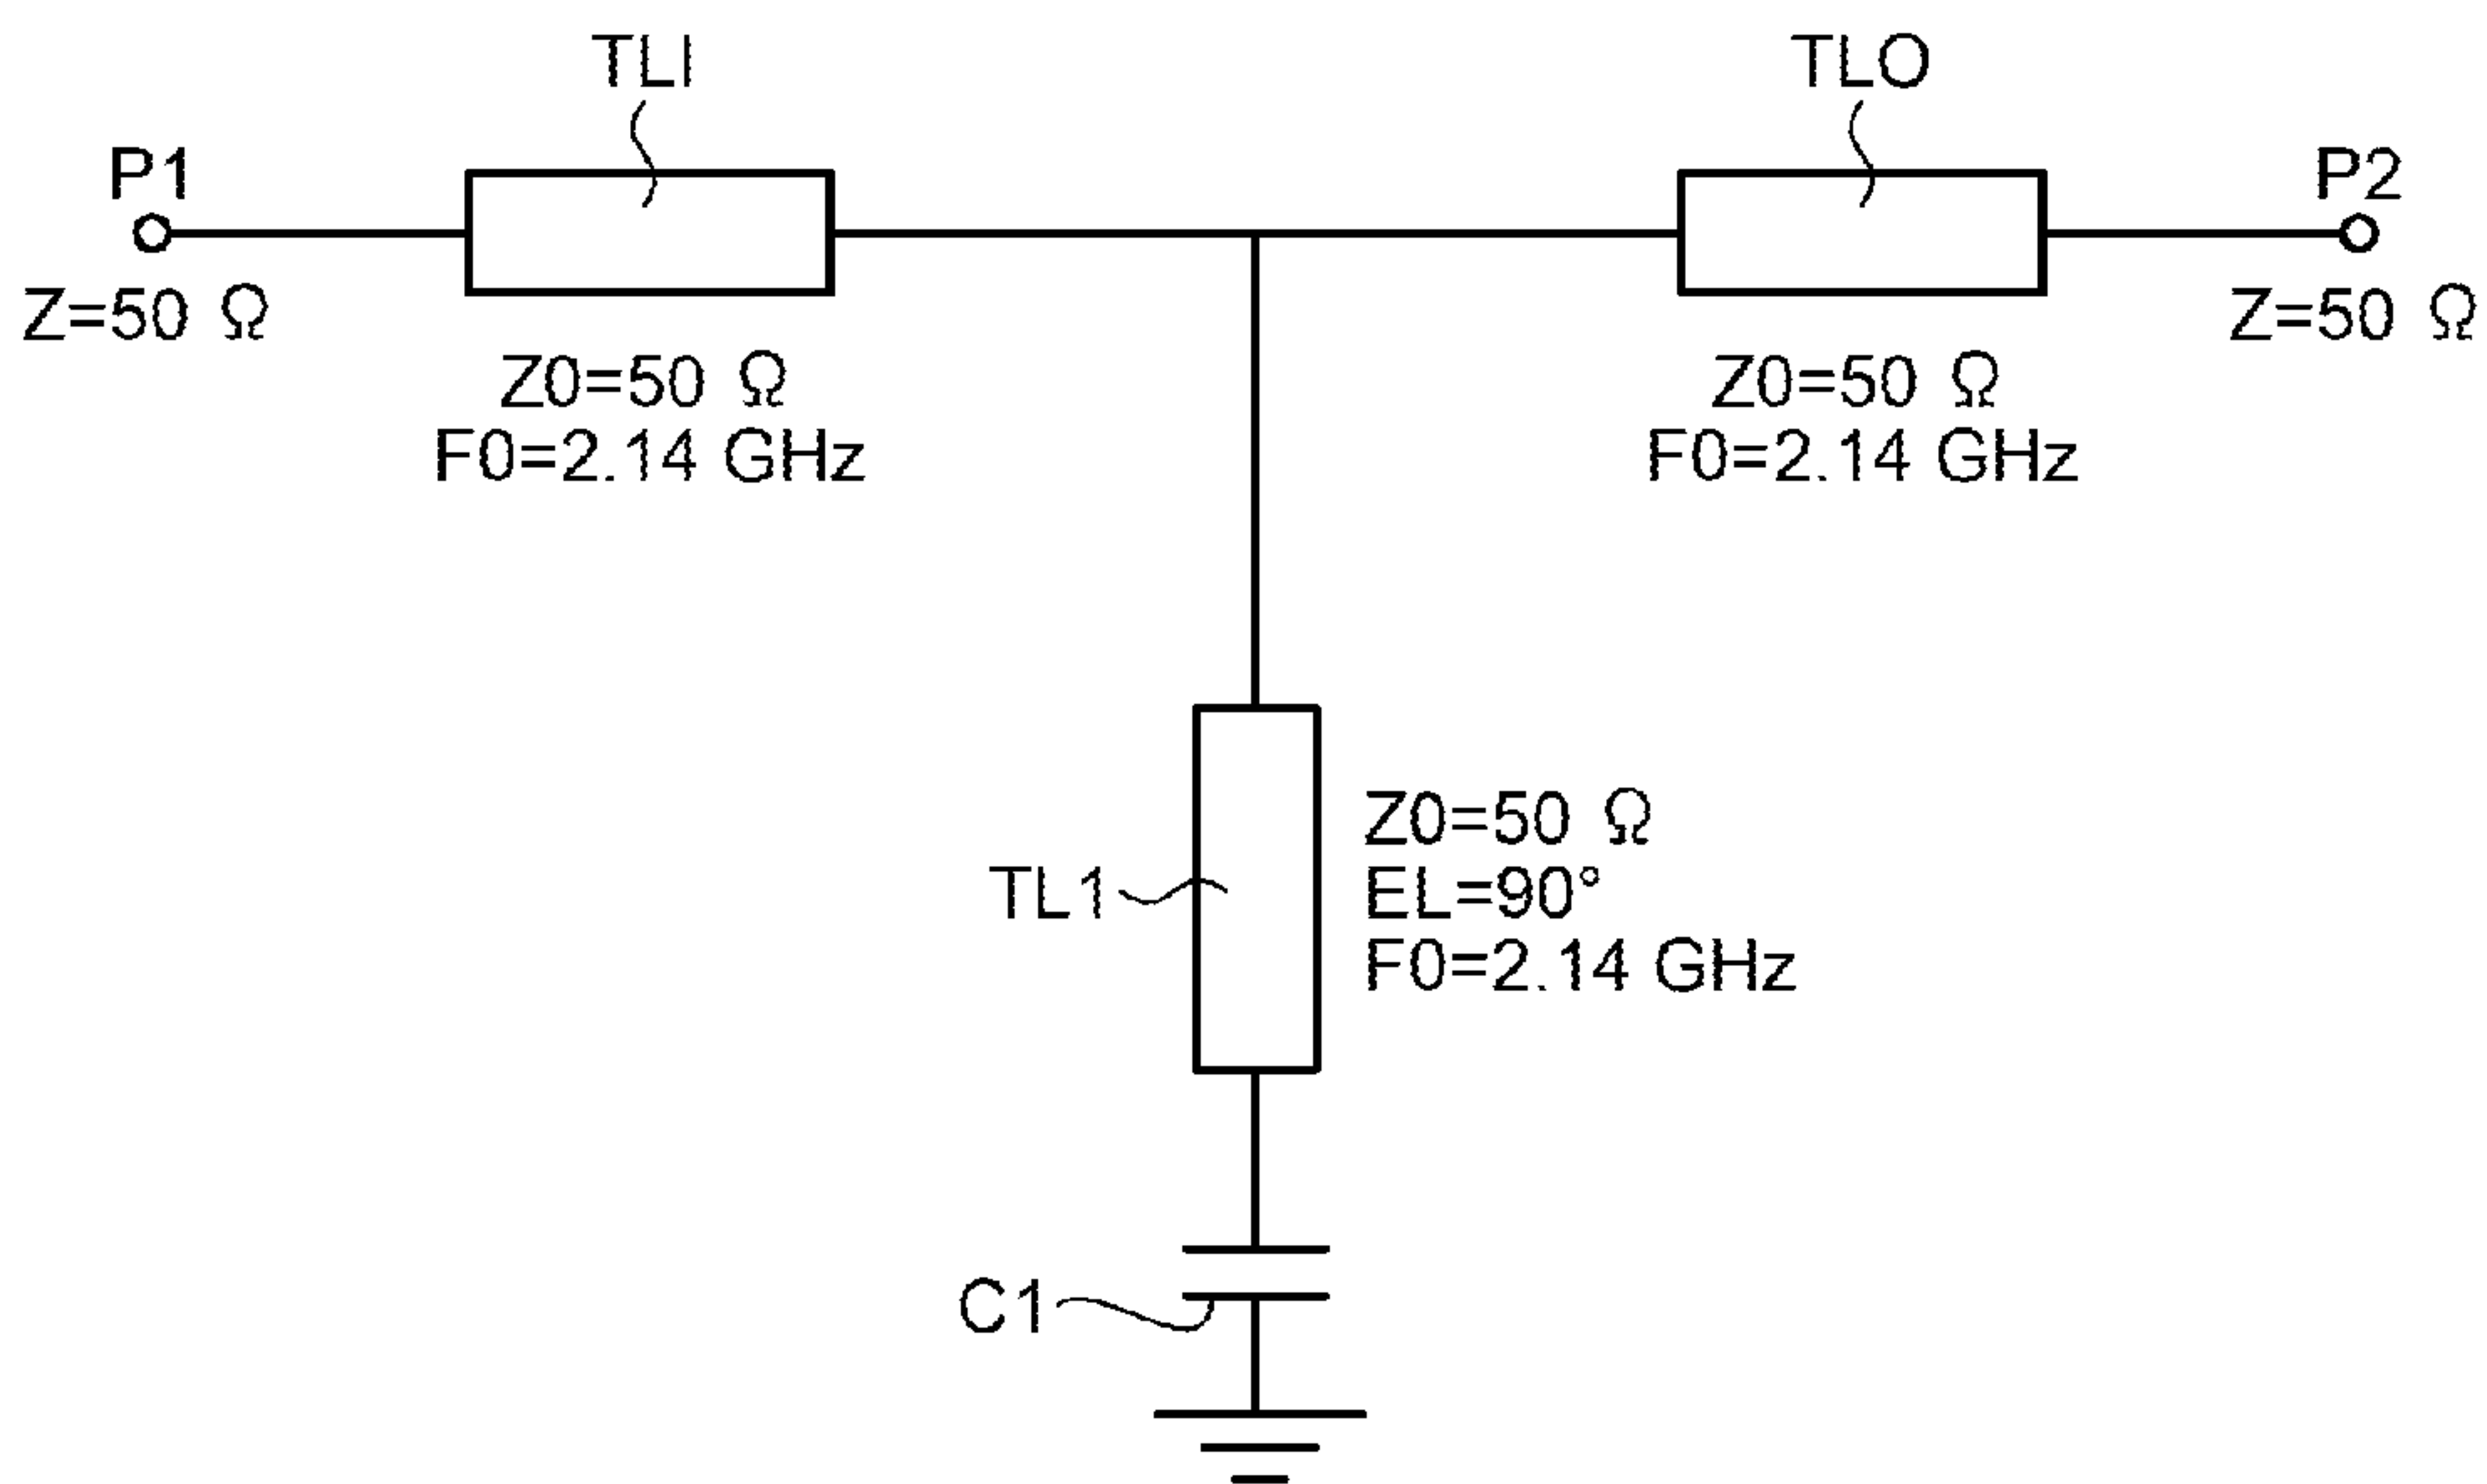 TLI
TLO
P1
P2
Z=50 Ω
Z=50 Ω
Z0=50 Ω
F0=2.14 GHz
Z0=50 Ω
F0=2.14 GHz
TL1
Z0=50 Ω
EL=90°
F0=2.14 GHz
C1